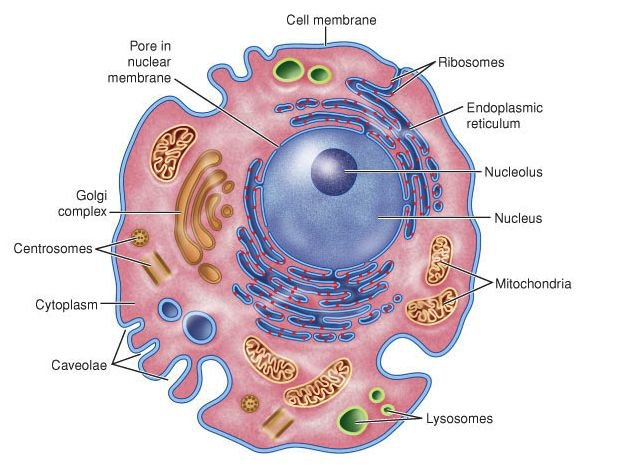 Cell membrane
Pore in
nuclear
membrane
Ribosomes
Endoplasmic
reticulum
Nucleolus
Golgi
complex
Nucleus
Centrosomes
Mitochondria
Cytoplasm
Caveolae
Lysosomes